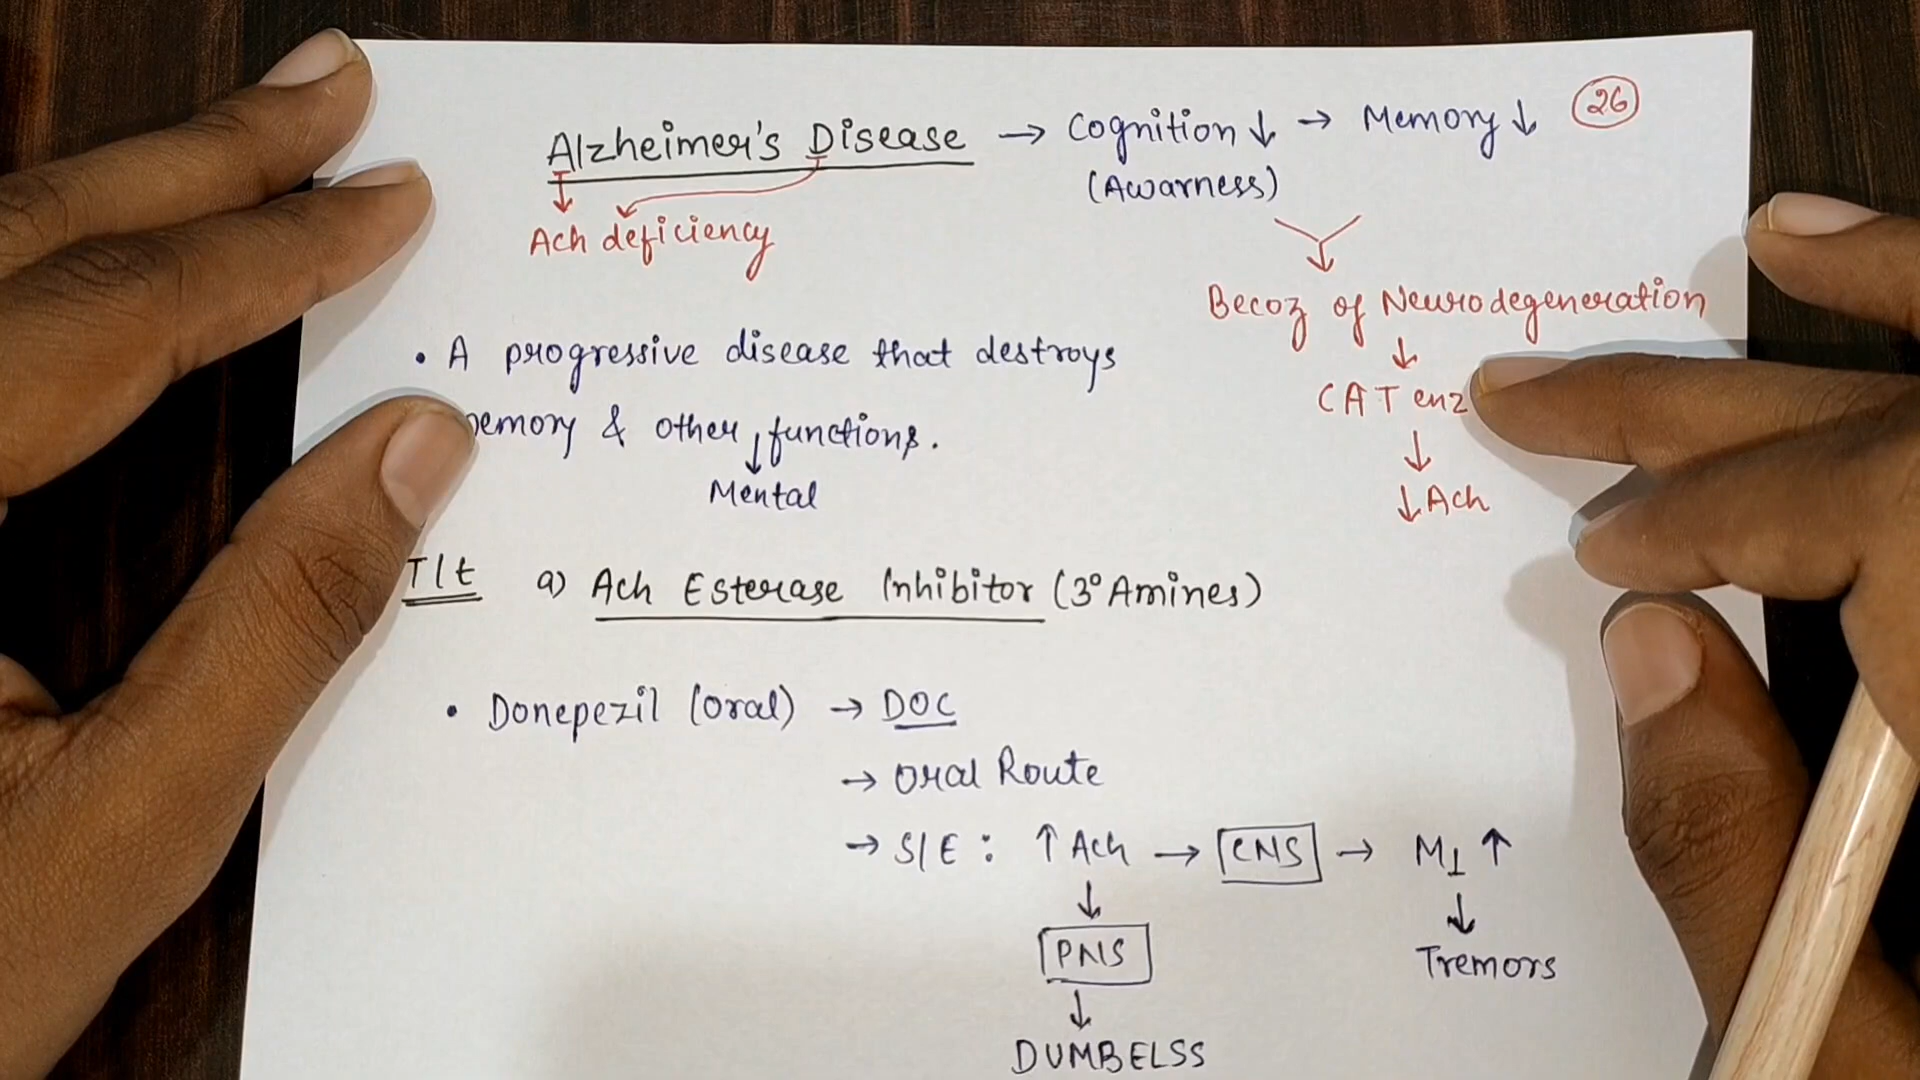 Alzheimer's Disease → Cognition ↓ → Memory ↓ 26
(Awarness)
Ach deficiency
Becoz of Neurodegeneration
↓
• A progressive disease that destroys
CAT enz
& other functions.
↓
Mental
↓ Ach
T/t a) Ach Esterase Inhibitor (3° Amines)
• Donepezil (oral) → DOC
→ Oral Route
→ S/E : ↑ Ach → CNS → M1 ↑
↓ ↓
PNS Tremors
↓
DUMBELSS